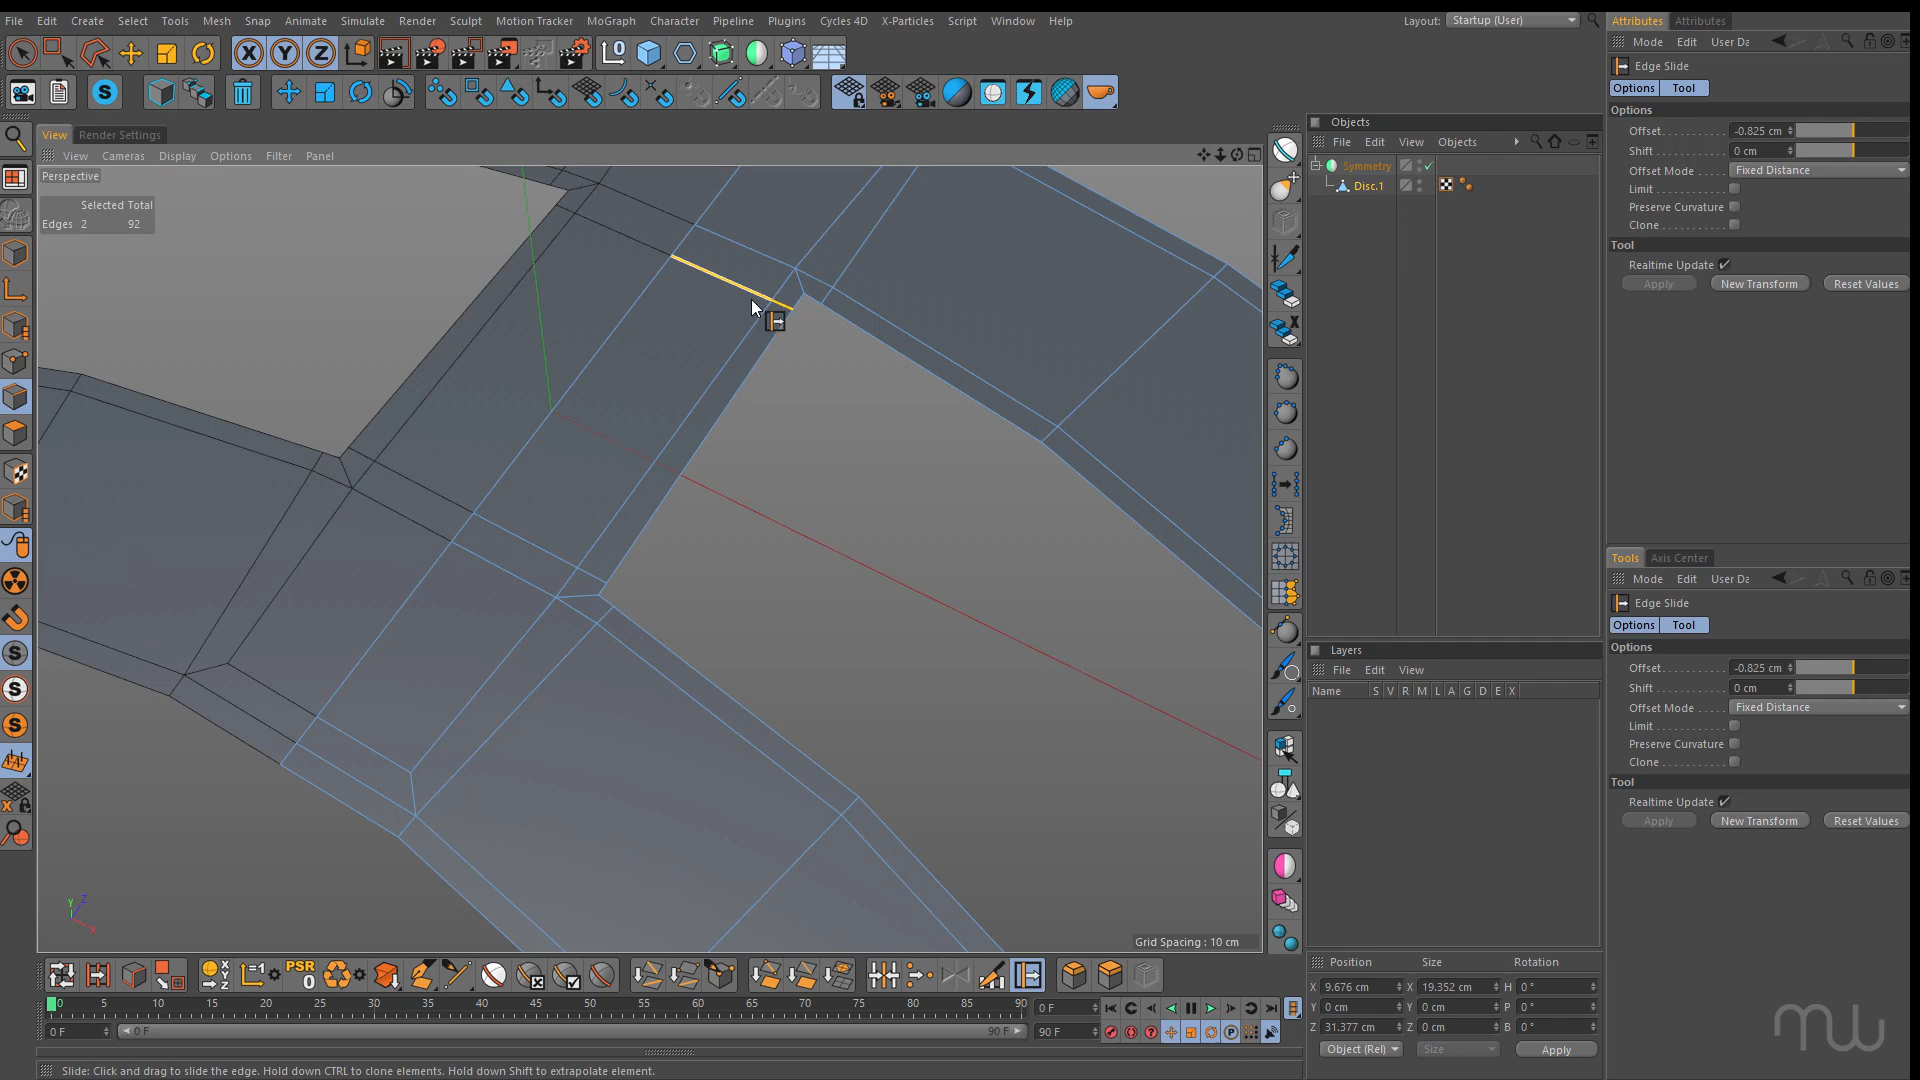 File Edit Create Select Tools Mesh Snap Animate Simulate Render Sculpt Motion Tracker MoGraph Character Pipeline Plugins Cycles 4D X-Particles Script Window Help
Layout: Startup (User)
Attributes Attributes
Mode Edit User Da
Edge Slide
Options Tool
Options
Offset -0.825 cm
Shift 0 cm
Offset Mode Fixed Distance
Limit
Preserve Curvature
Clone
Tool
Realtime Update
Apply New Transform Reset Values
X Y Z
PSR
0
View Render Settings
View Cameras Display Options Filter Panel
Perspective
Selected Total
Edges 2 92
Grid Spacing : 10 cm
Y Z
X
Objects
File Edit View Objects
Symmetry
Disc.1
Layers
File Edit View
Name S V R M L A G D E X
Tools Axis Center
Mode Edit User Da
Edge Slide
Options Tool
Options
Offset -0.825 cm
Shift 0 cm
Offset Mode Fixed Distance
Limit
Preserve Curvature
Clone
Tool
Realtime Update
Apply New Transform Reset Values
0 5 10 15 20 25 30 35 40 45 50 55 60 65 70 75 80 85 90
0 F
0 F 0 F 90 F 90 F
Position Size Rotation
X 9.676 cm X 19.352 cm H 0 °
Y 0 cm Y 0 cm P 0 °
Z 31.377 cm Z 0 cm B 0 °
Object (Rel) Size Apply
mw
Slide: Click and drag to slide the edge. Hold down CTRL to clone elements. Hold down Shift to extrapolate element.